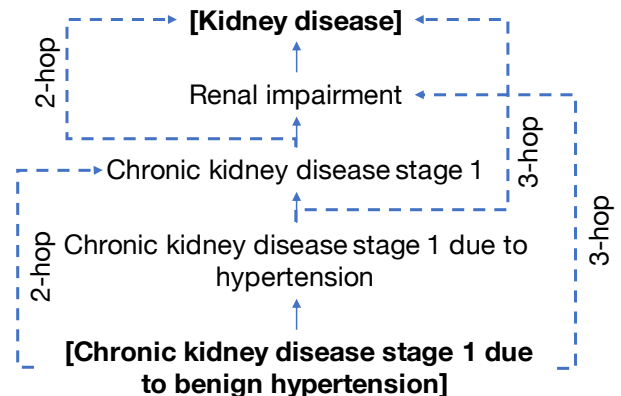 [Kidney disease]
2-hop
Renal impairment
Chronic kidney disease stage 1
3-hop
Chronic kidney disease stage 1 due to
hypertension
2-hop
3-hop
[Chronic kidney disease stage 1 due
to benign hypertension]